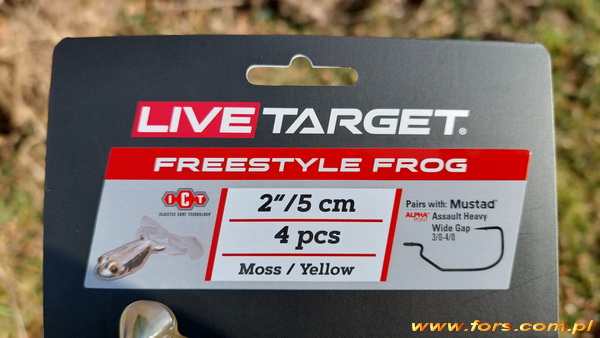 LIVETARGET®
FREESTYLE FROG
ICT
INJECTED CORE TECHNOLOGY
2"/5 cm
4 pcs
Moss / Yellow
Pairs with: Mustad®
ALPHA POINT Assault Heavy
Wide Gap
3/0-4/0
www.fors.com.pl